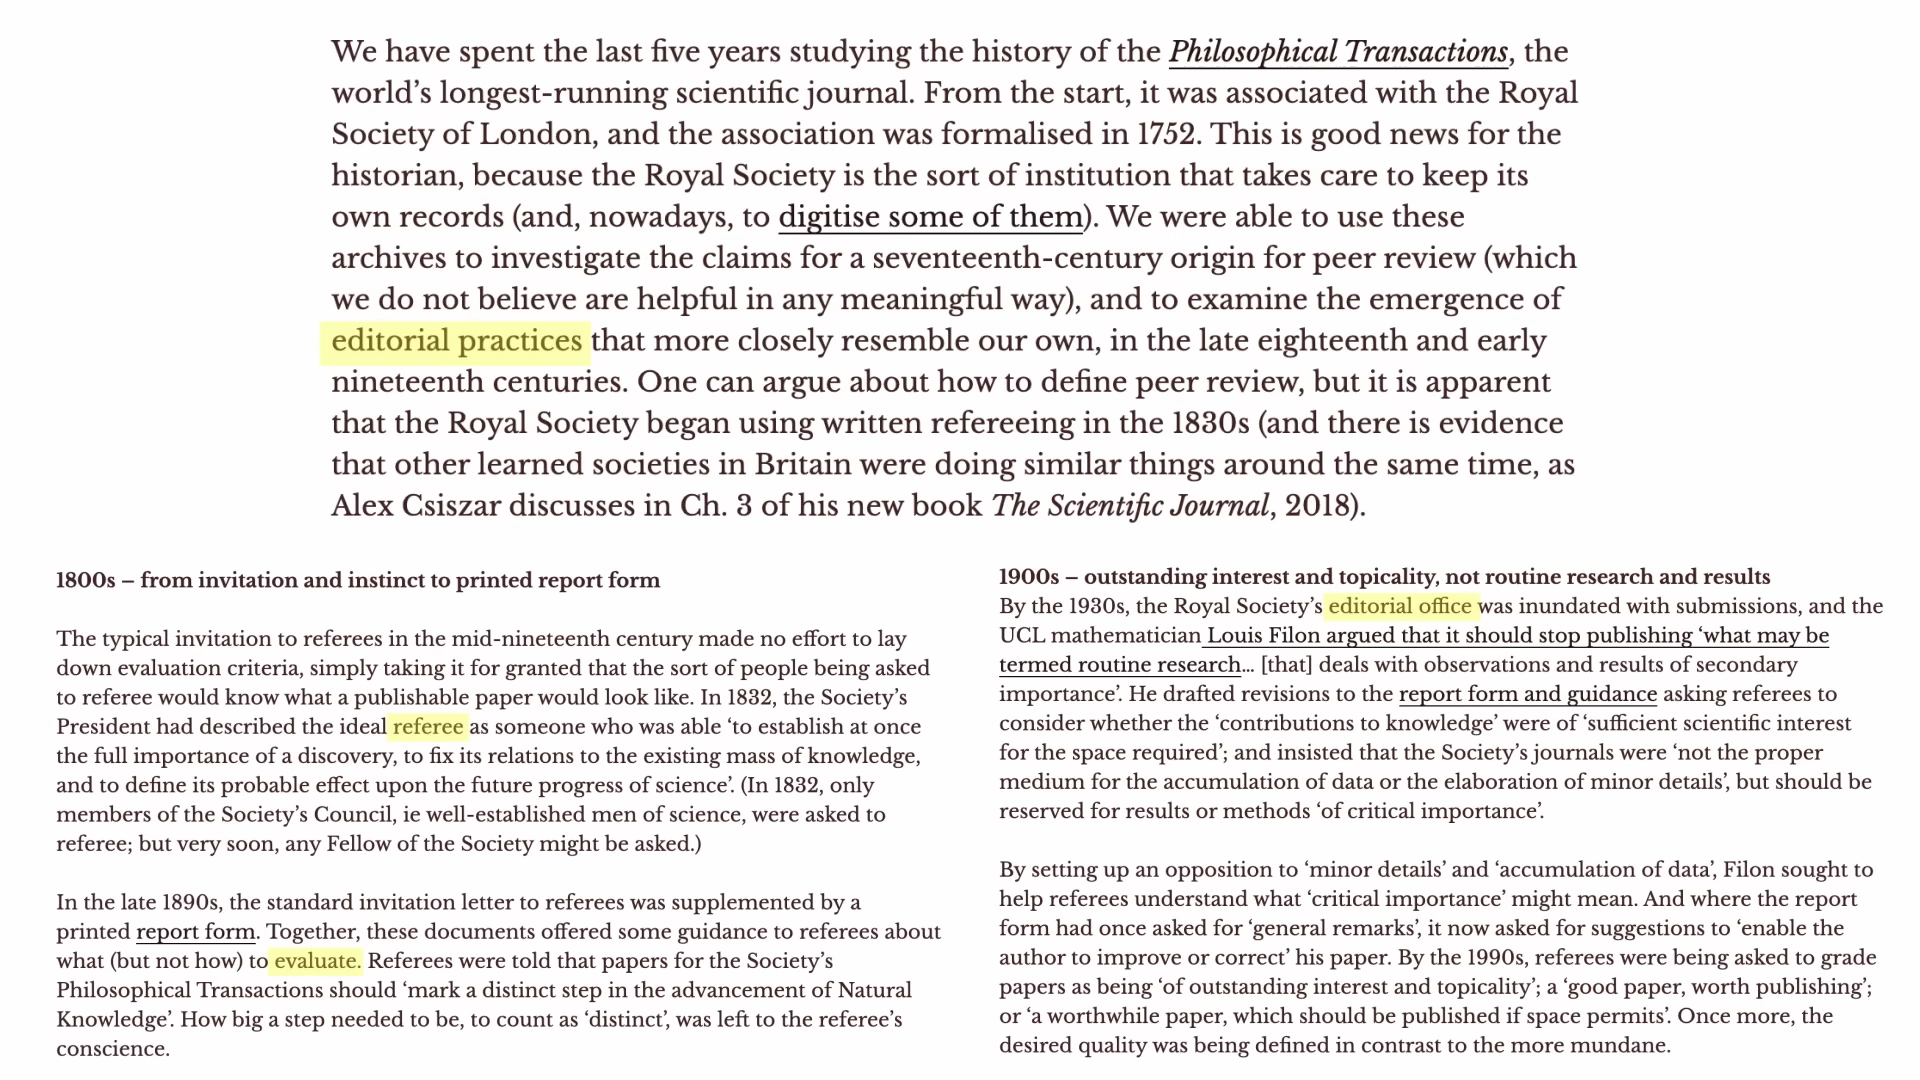 We have spent the last five years studying the history of the Philosophical Transactions, the
world’s longest-running scientific journal. From the start, it was associated with the Royal
Society of London, and the association was formalised in 1752. This is good news for the
historian, because the Royal Society is the sort of institution that takes care to keep its
own records (and, nowadays, to digitise some of them). We were able to use these
archives to investigate the claims for a seventeenth-century origin for peer review (which
we do not believe are helpful in any meaningful way), and to examine the emergence of
editorial practices that more closely resemble our own, in the late eighteenth and early
nineteenth centuries. One can argue about how to define peer review, but it is apparent
that the Royal Society began using written refereeing in the 1830s (and there is evidence
that other learned societies in Britain were doing similar things around the same time, as
Alex Csiszar discusses in Ch. 3 of his new book The Scientific Journal, 2018).
1800s – from invitation and instinct to printed report form
The typical invitation to referees in the mid-nineteenth century made no effort to lay
down evaluation criteria, simply taking it for granted that the sort of people being asked
to referee would know what a publishable paper would look like. In 1832, the Society’s
President had described the ideal referee as someone who was able ‘to establish at once
the full importance of a discovery, to fix its relations to the existing mass of knowledge,
and to define its probable effect upon the future progress of science’. (In 1832, only
members of the Society’s Council, ie well-established men of science, were asked to
referee; but very soon, any Fellow of the Society might be asked.)
In the late 1890s, the standard invitation letter to referees was supplemented by a
printed report form. Together, these documents offered some guidance to referees about
what (but not how) to evaluate. Referees were told that papers for the Society’s
Philosophical Transactions should ‘mark a distinct step in the advancement of Natural
Knowledge’. How big a step needed to be, to count as ‘distinct’, was left to the referee’s
conscience.
1900s – outstanding interest and topicality, not routine research and results
By the 1930s, the Royal Society’s editorial office was inundated with submissions, and the
UCL mathematician Louis Filon argued that it should stop publishing ‘what may be
termed routine research… [that] deals with observations and results of secondary
importance’. He drafted revisions to the report form and guidance asking referees to
consider whether the ‘contributions to knowledge’ were of ‘sufficient scientific interest
for the space required’; and insisted that the Society’s journals were ‘not the proper
medium for the accumulation of data or the elaboration of minor details’, but should be
reserved for results or methods ‘of critical importance’.
By setting up an opposition to ‘minor details’ and ‘accumulation of data’, Filon sought to
help referees understand what ‘critical importance’ might mean. And where the report
form had once asked for ‘general remarks’, it now asked for suggestions to ‘enable the
author to improve or correct’ his paper. By the 1990s, referees were being asked to grade
papers as being ‘of outstanding interest and topicality’; a ‘good paper, worth publishing’;
or ‘a worthwhile paper, which should be published if space permits’. Once more, the
desired quality was being defined in contrast to the more mundane.